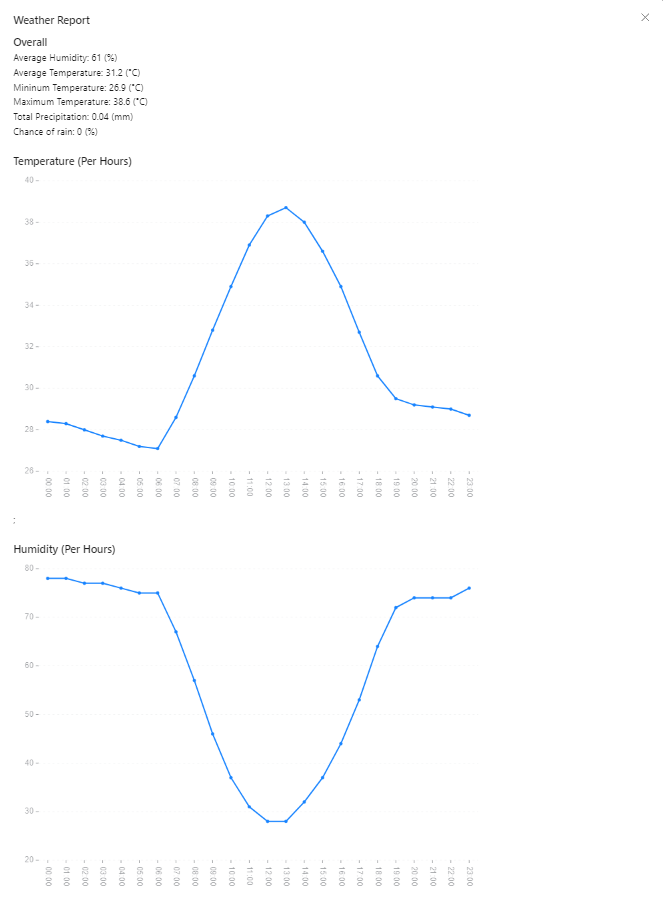 Weather Report
Overall
Average Humidity: 61 (%)
Average Temperature: 31.2 (°C)
Mininum Temperature: 26.9 (°C)
Maximum Temperature: 38.6 (°C)
Total Precipitation: 0.04 (mm)
Chance of rain: 0 (%)
Temperature (Per Hours)
40
38
36
34
32
30
28
26
00:00 01:00 02:00 03:00 04:00 05:00 06:00 07:00 08:00 09:00 10:00 11:00 12:00 13:00 14:00 15:00 16:00 17:00 18:00 19:00 20:00 21:00 22:00 23:00
:
Humidity (Per Hours)
80
70
60
50
40
30
20
00:00 01:00 02:00 03:00 04:00 05:00 06:00 07:00 08:00 09:00 10:00 11:00 12:00 13:00 14:00 15:00 16:00 17:00 18:00 19:00 20:00 21:00 22:00 23:00